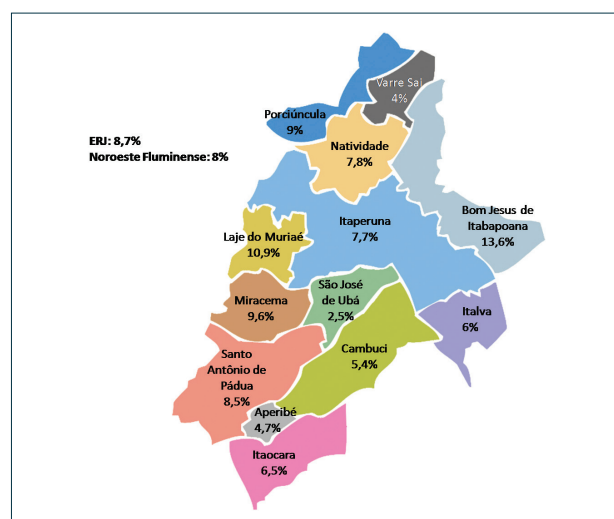 Varre Sai
4%
Porciúncula
9%
ERJ: 8,7%
Noroeste Fluminense: 8%
Natividade
7,8%
Bom Jesus de
Itabapoana
13,6%
Itaperuna
7,7%
Laje do Muriaé
10,9%
São José
de Ubá
2,5%
Miracema
9,6%
Italva
6%
Cambuci
5,4%
Santo
Antônio de
Pádua
8,5%
Aperibé
4,7%
Itaocara
6,5%